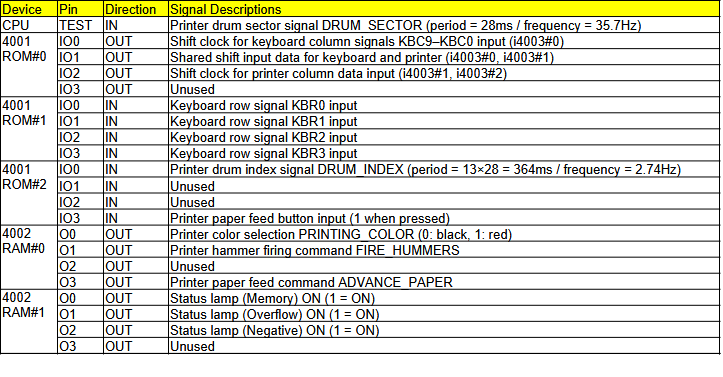 Device Pin Direction Signal Descriptions
CPU TEST IN Printer drum sector signal DRUM_SECTOR (period = 28ms / frequency = 35.7Hz)
4001 IO0 OUT Shift clock for keyboard column signals KBC9–KBC0 input (i4003#0)
ROM#0 IO1 OUT Shared shift input data for keyboard and printer (i4003#0, i4003#1)
IO2 OUT Shift clock for printer column data input (i4003#1, i4003#2)
IO3 OUT Unused
4001 IO0 IN Keyboard row signal KBR0 input
ROM#1 IO1 IN Keyboard row signal KBR1 input
IO2 IN Keyboard row signal KBR2 input
IO3 IN Keyboard row signal KBR3 input
4001 IO0 IN Printer drum index signal DRUM_INDEX (period = 13×28 = 364ms / frequency = 2.74Hz)
ROM#2 IO1 IN Unused
IO2 IN Unused
IO3 IN Printer paper feed button input (1 when pressed)
4002 O0 OUT Printer color selection PRINTING_COLOR (0: black, 1: red)
RAM#0 O1 OUT Printer hammer firing command FIRE_HUMMERS
O2 OUT Unused
O3 OUT Printer paper feed command ADVANCE_PAPER
4002 O0 OUT Status lamp (Memory) ON (1 = ON)
RAM#1 O1 OUT Status lamp (Overflow) ON (1 = ON)
O2 OUT Status lamp (Negative) ON (1 = ON)
O3 OUT Unused